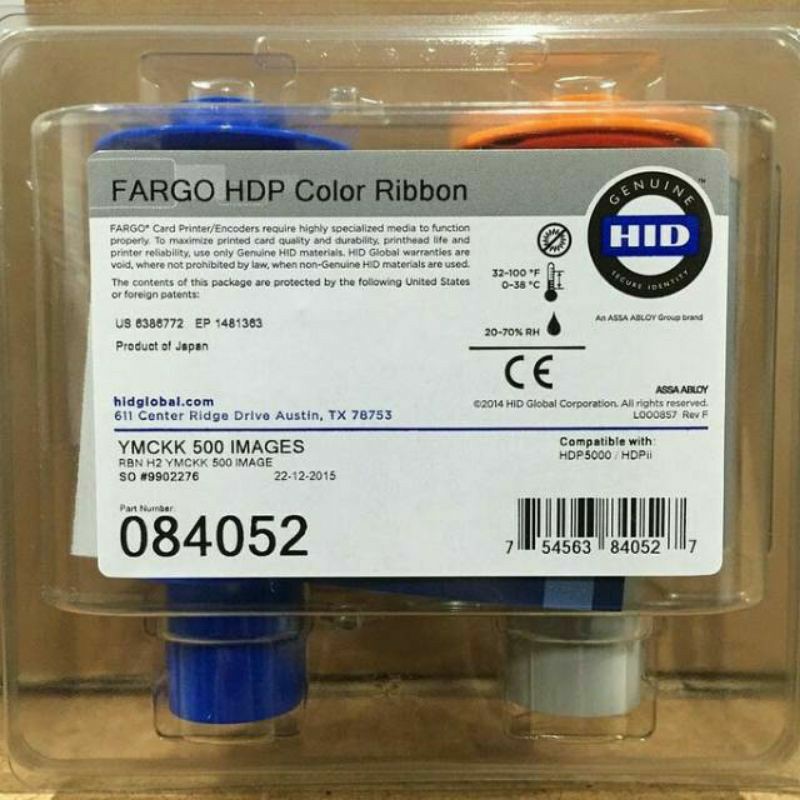 FARGO HDP Color Ribbon
GENUINE ™
HID
SECURE IDENTITY
An ASSA ABLOY Group brand
FARGO® Card Printer/Encoders require highly specialized media to function
properly. To maximize printed card quality and durability, printhead life and
printer reliability, use only Genuine HID materials. HID Global warranties are
void, where not prohibited by law, when non-Genuine HID materials are used.
The contents of this package are protected by the following United States
or foreign patents:
US 6386772 EP 1481363
Product of Japan
32-100 °F
0-38 °C
20-70% RH
CE
hidglobal.com
611 Center Ridge Drive Austin, TX 78753
ASSA ABLOY
©2014 HID Global Corporation. All rights reserved.
L000857 Rev F
YMCKK 500 IMAGES
RBN H2 YMCKK 500 IMAGE
SO #9902276 22-12-2015
Compatible with:
HDP5000 / HDPii
Part Number:
084052
7 54563 84052 7